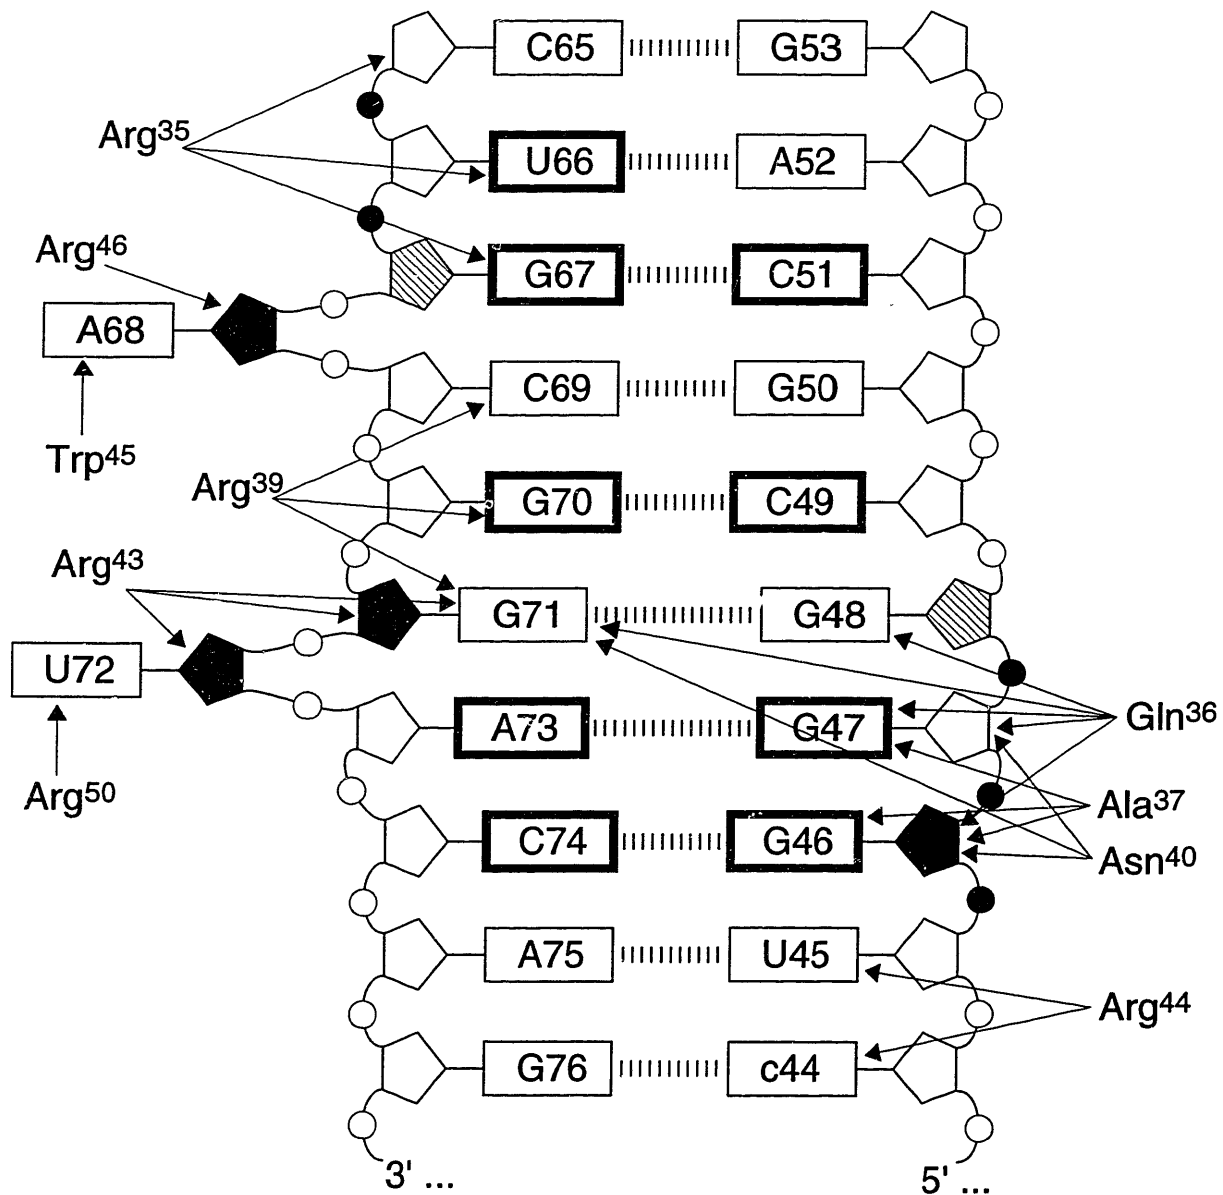 C65 G53
Arg35
U66 A52
Arg46
G67 C51
A68
C69 G50
Trp45
Arg39
G70 C49
Arg43
G71 G48
U72
A73 G47
Gln36
Arg50
Ala37
C74 G46
Asn40
A75 U45
Arg44
G76 c44
3' ... 5' ...